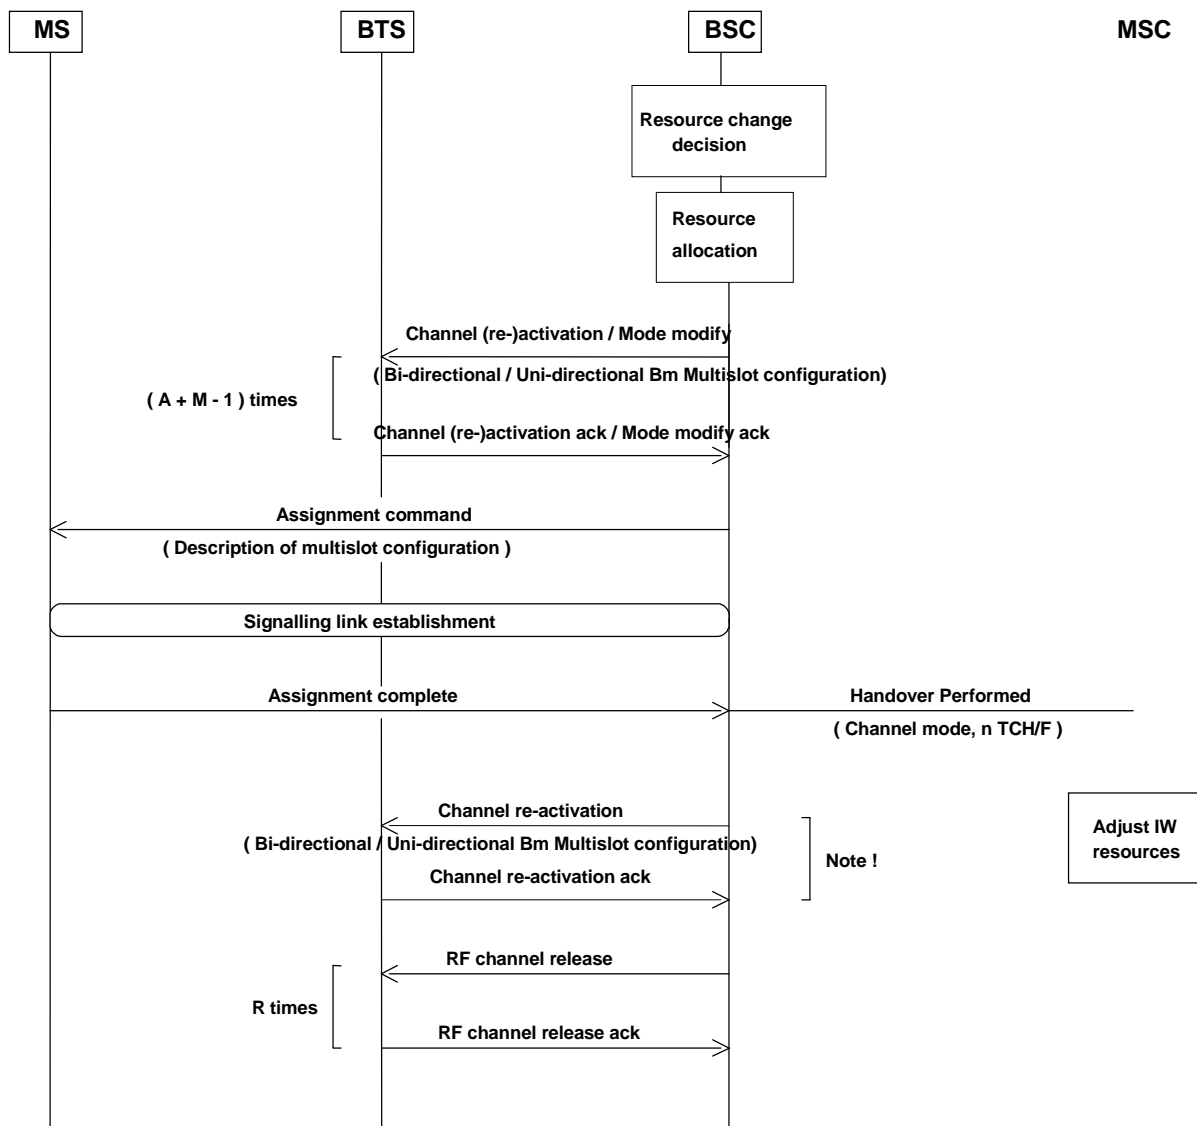 MS
BTS
BSC
MSC
Resource change
decision
Resource
allocation
Channel (re-)activation / Mode modify
( Bi-directional / Uni-directional Bm Multislot configuration)
( A + M - 1 ) times
Channel (re-)activation ack / Mode modify ack
Assignment command
( Description of multislot configuration )
Signalling link establishment
Assignment complete
Handover Performed
( Channel mode, n TCH/F )
Channel re-activation
( Bi-directional / Uni-directional Bm Multislot configuration)
Adjust IW
resources
Note !
Channel re-activation ack
RF channel release
R times
RF channel release ack